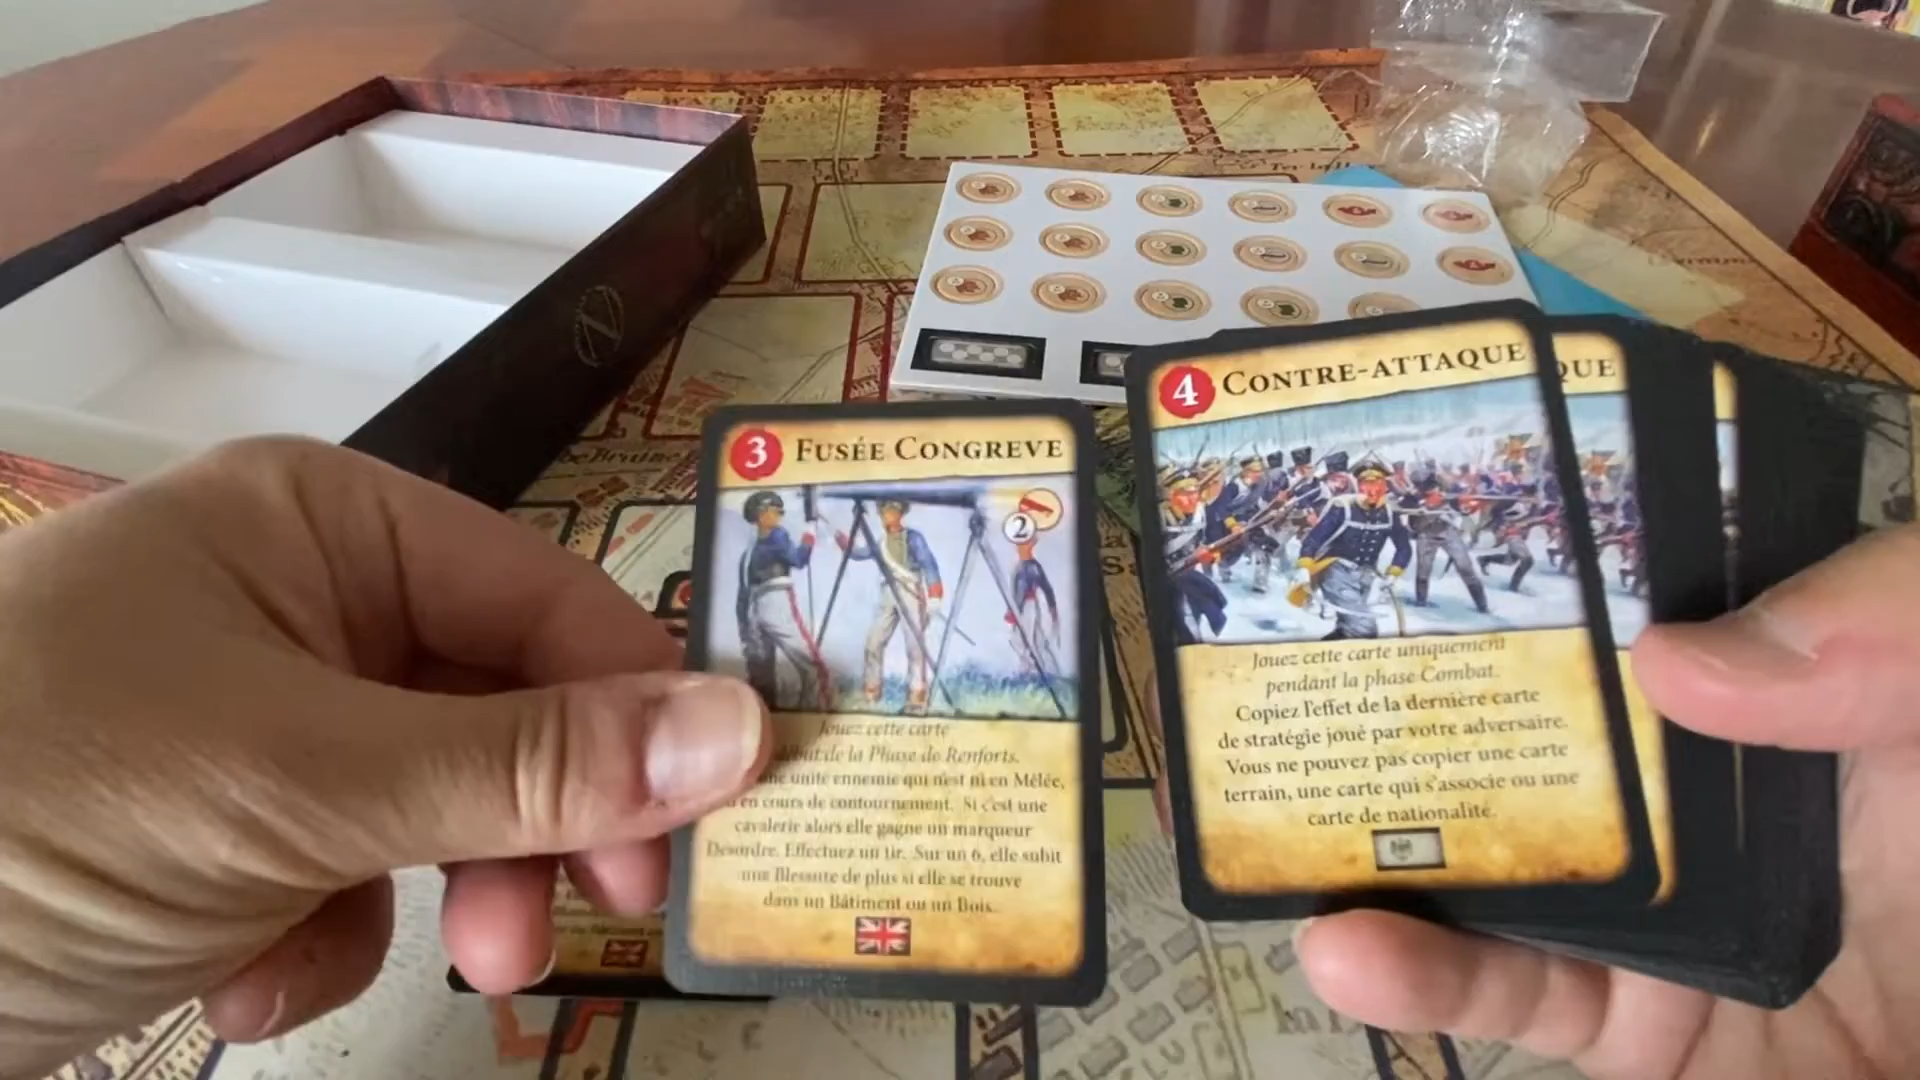 3 FUSÉE CONGREVE
2
Jouez cette carte
début de la Phase de Renforts.
une unité ennemie qui n'est ni en Mêlée,
en cours de contournement. Si c'est une
cavalerie alors elle gagne un marqueur
Désordre. Effectuez un tir. Sur un 6, elle subit
une Blessure de plus si elle se trouve
dans un Bâtiment ou un Bois.
4 CONTRE-ATTAQUE
Jouez cette carte uniquement
pendant la phase Combat.
Copiez l'effet de la dernière carte
de stratégie joué par votre adversaire.
Vous ne pouvez pas copier une carte
terrain, une carte qui s'associe ou une
carte de nationalité.
QUE